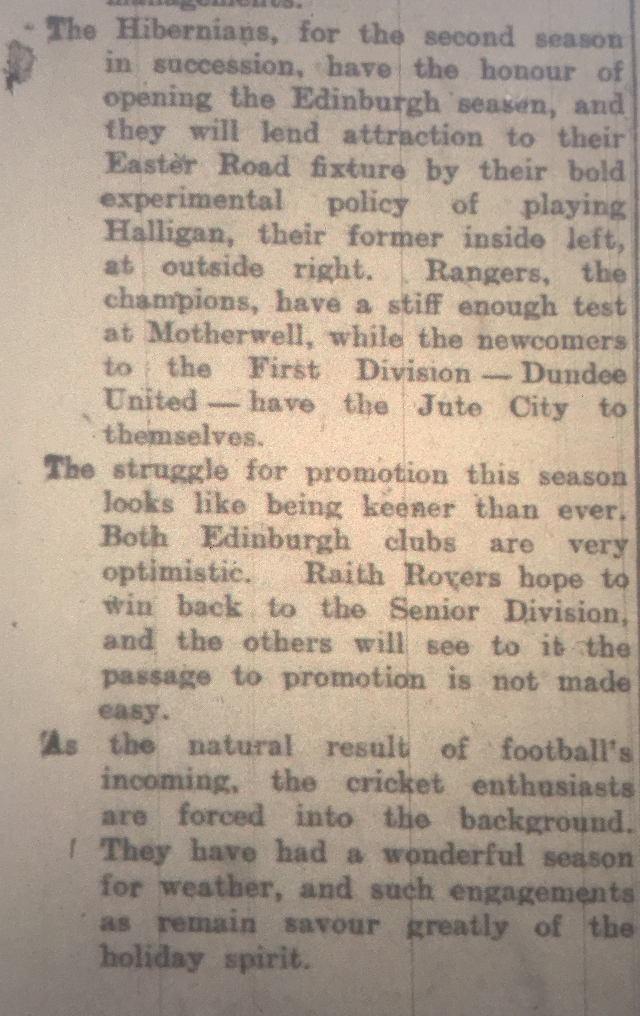 managements.
The Hibernians, for the second season
in succession, have the honour of
opening the Edinburgh season, and
they will lend attraction to their
Easter Road fixture by their bold
experimental policy of playing
Halligan, their former inside left,
at outside right. Rangers, the
champions, have a stiff enough test
at Motherwell, while the newcomers
to the First Division — Dundee
United — have the Jute City to
themselves.
The struggle for promotion this season
looks like being keener than ever.
Both Edinburgh clubs are very
optimistic. Raith Rovers hope to
win back to the Senior Division,
and the others will see to it the
passage to promotion is not made
easy.
As the natural result of football's
incoming, the cricket enthusiasts
are forced into the background.
They have had a wonderful season
for weather, and such engagements
as remain savour greatly of the
holiday spirit.